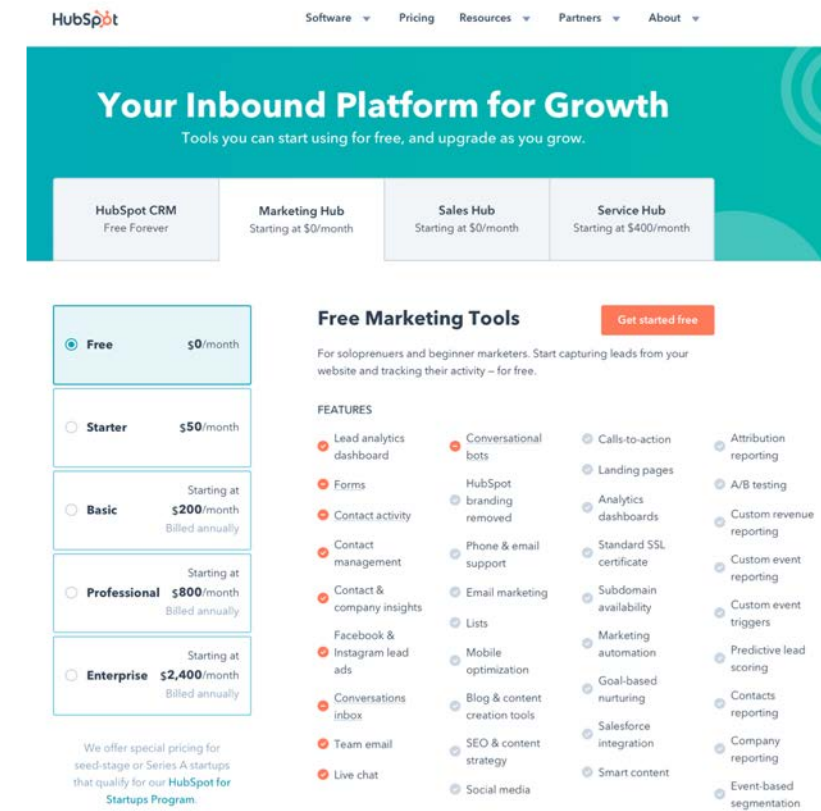 HubSpot
Software
Pricing
Resources
Partners
About
Your Inbound Platform for Growth
Tools you can start using for free, and upgrade as you grow.
HubSpot CRM
Free Forever
Marketing Hub
Starting at $0/month
Sales Hub
Starting at $0/month
Service Hub
Starting at $400/month
Free $0/month
Starter $50/month
Starting at
Basic $200/month
Billed annually
Starting at
Professional $800/month
Billed annually
Starting at
Enterprise $2,400/month
Billed annually
We offer special pricing for
seed-stage or Series A startups
that qualify for our HubSpot for
Startups Program.
Free Marketing Tools
Get started free
For soloprenuers and beginner marketers. Start capturing leads from your
website and tracking their activity – for free.
FEATURES
Lead analytics
dashboard
Forms
Contact activity
Contact
management
Contact &
company insights
Facebook &
Instagram lead
ads
Conversations
inbox
Team email
Live chat
Conversational
bots
HubSpot
branding
removed
Phone & email
support
Email marketing
Lists
Mobile
optimization
Blog & content
creation tools
SEO & content
strategy
Social media
Calls-to-action
Landing pages
Analytics
dashboards
Standard SSL
certificate
Subdomain
availability
Marketing
automation
Goal-based
nurturing
Salesforce
integration
Smart content
Attribution
reporting
A/B testing
Custom revenue
reporting
Custom event
reporting
Custom event
triggers
Predictive lead
scoring
Contacts
reporting
Company
reporting
Event-based
segmentation